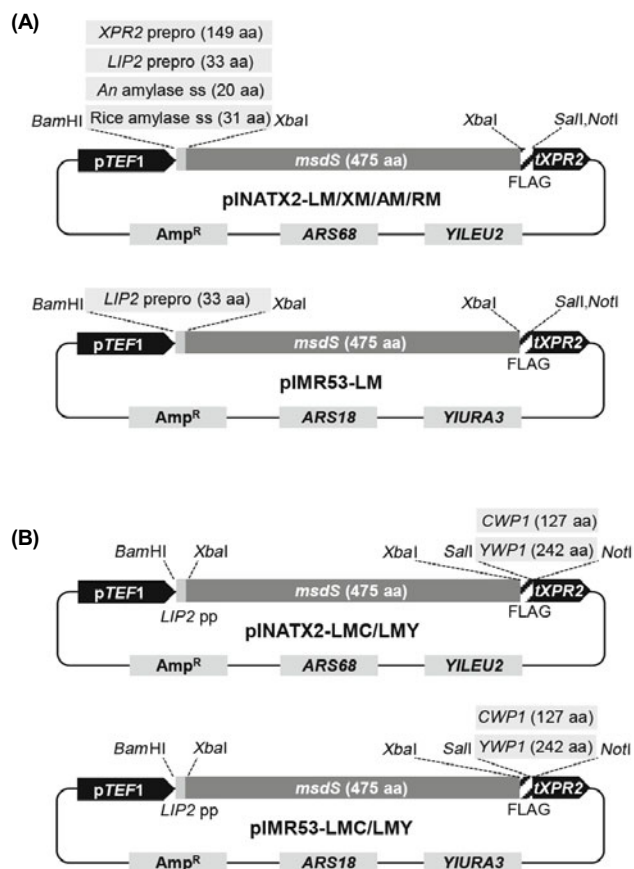 (A)
XPR2 prepro (149 aa)
LIP2 prepro (33 aa)
An amylase ss (20 aa)
BamHI Rice amylase ss (31 aa) XbaI XbaI SalI,NotI
pTEF1 msdS (475 aa) tXPR2
FLAG
pINATX2-LM/XM/AM/RM
Amp^R ARS68 YlLEU2
BamHI LIP2 prepro (33 aa) XbaI XbaI SalI,NotI
pTEF1 msdS (475 aa) tXPR2
FLAG
pIMR53-LM
Amp^R ARS18 YlURA3
(B)
CWP1 (127 aa)
BamHI XbaI XbaI SalI YWP1 (242 aa) NotI
pTEF1 msdS (475 aa) tXPR2
LIP2 pp FLAG
pINATX2-LMC/LMY
Amp^R ARS68 YlLEU2
CWP1 (127 aa)
BamHI XbaI XbaI SalI YWP1 (242 aa) NotI
pTEF1 msdS (475 aa) tXPR2
LIP2 pp FLAG
pIMR53-LMC/LMY
Amp^R ARS18 YlURA3